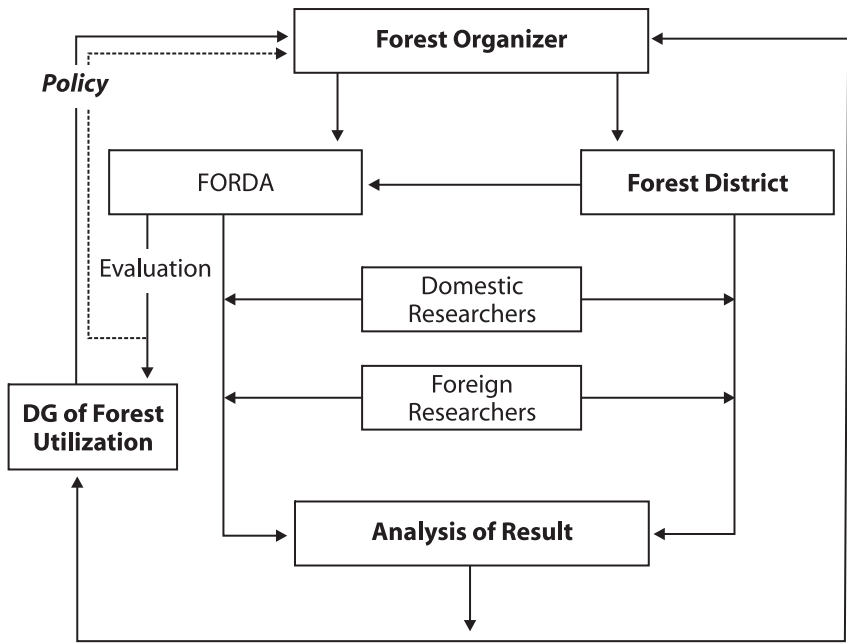 Forest Organizer
Policy
FORDA
Forest District
Evaluation
Domestic
Researchers
Foreign
Researchers
DG of Forest
Utilization
Analysis of Result